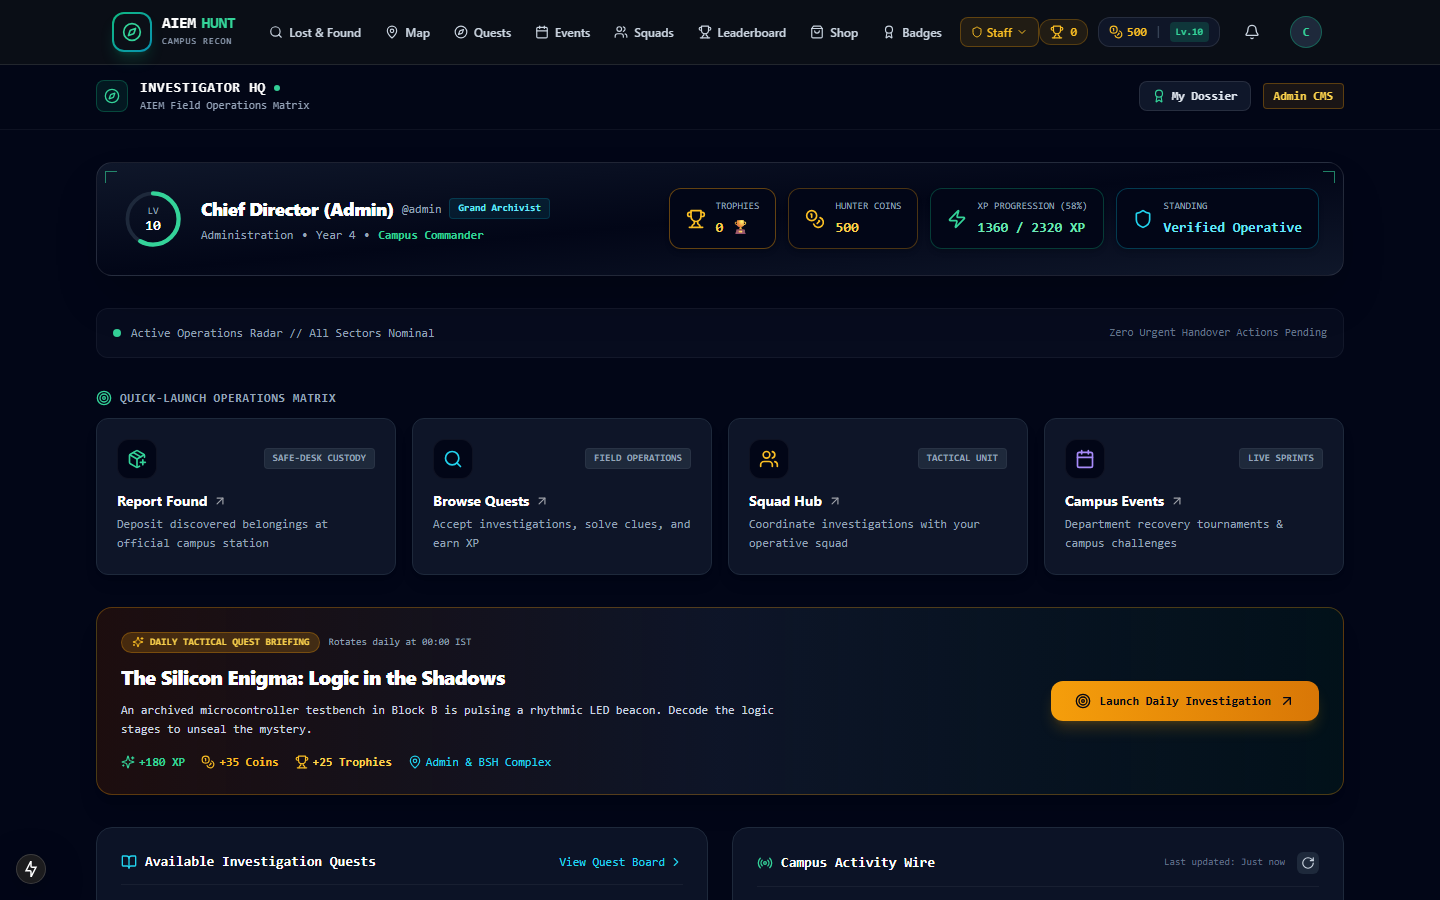 AIEM HUNT
CAMPUS RECON
Lost & Found
Map
Quests
Events
Squads
Leaderboard
Shop
Badges
Staff
0
500 | Lv.10
C
INVESTIGATOR HQ
AIEM Field Operations Matrix
My Dossier
Admin CMS
LV
10
Chief Director (Admin) @admin Grand Archivist
Administration • Year 4 • Campus Commander
TROPHIES
0 🏆
HUNTER COINS
500
XP PROGRESSION (58%)
1360 / 2320 XP
STANDING
Verified Operative
Active Operations Radar // All Sectors Nominal
Zero Urgent Handover Actions Pending
QUICK-LAUNCH OPERATIONS MATRIX
SAFE-DESK CUSTODY
Report Found
Deposit discovered belongings at
official campus station
FIELD OPERATIONS
Browse Quests
Accept investigations, solve clues, and
earn XP
TACTICAL UNIT
Squad Hub
Coordinate investigations with your
operative squad
LIVE SPRINTS
Campus Events
Department recovery tournaments &
campus challenges
DAILY TACTICAL QUEST BRIEFING Rotates daily at 00:00 IST
The Silicon Enigma: Logic in the Shadows
An archived microcontroller testbench in Block B is pulsing a rhythmic LED beacon. Decode the logic
stages to unseal the mystery.
+180 XP +35 Coins +25 Trophies Admin & BSH Complex
Launch Daily Investigation
Available Investigation Quests
View Quest Board
Campus Activity Wire
Last updated: Just now